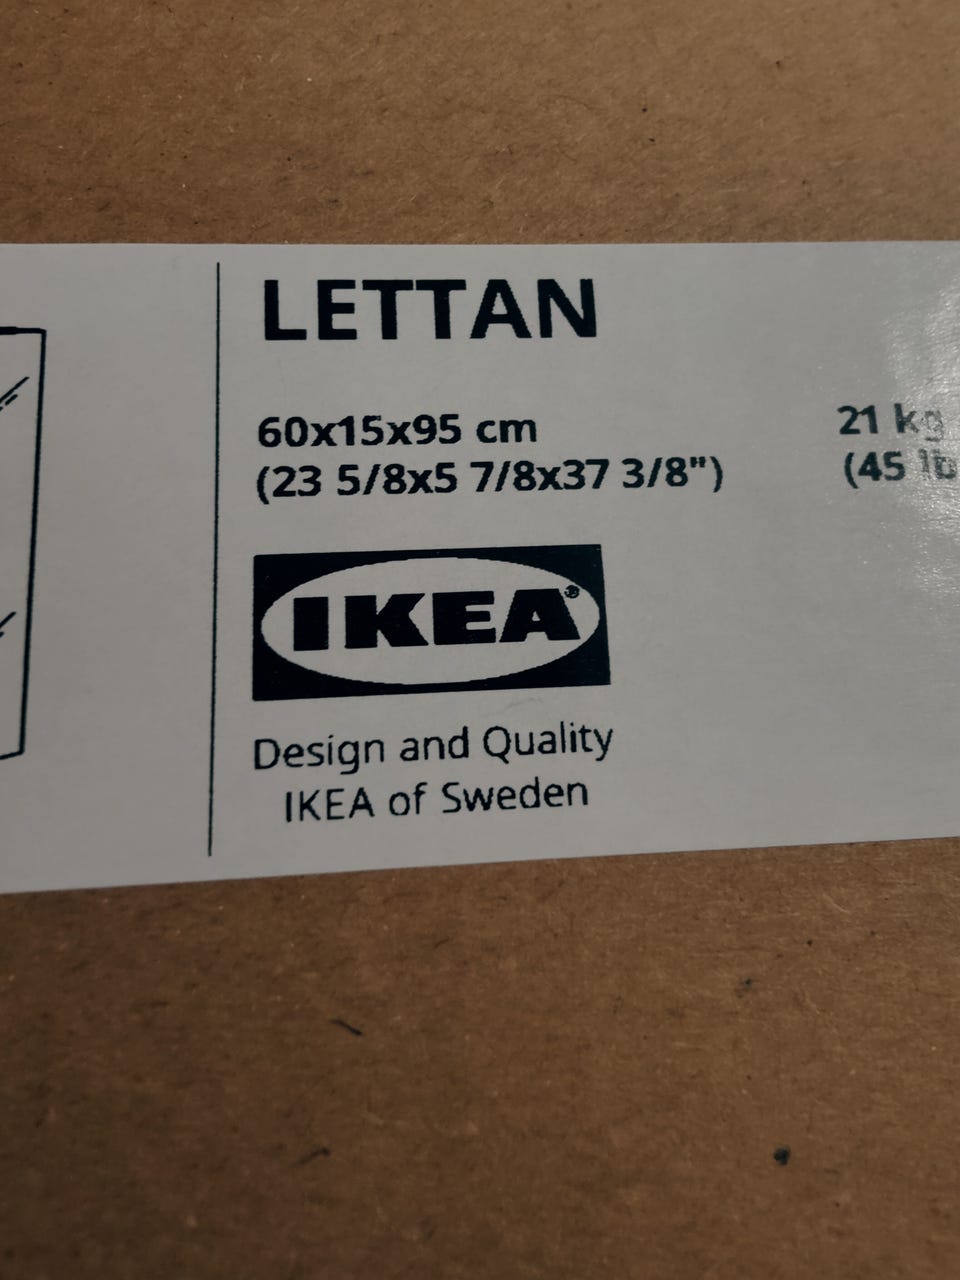 LETTAN
60x15x95 cm
(23 5/8x5 7/8x37 3/8")
21 kg
(45 lb
IKEA®
Design and Quality
IKEA of Sweden